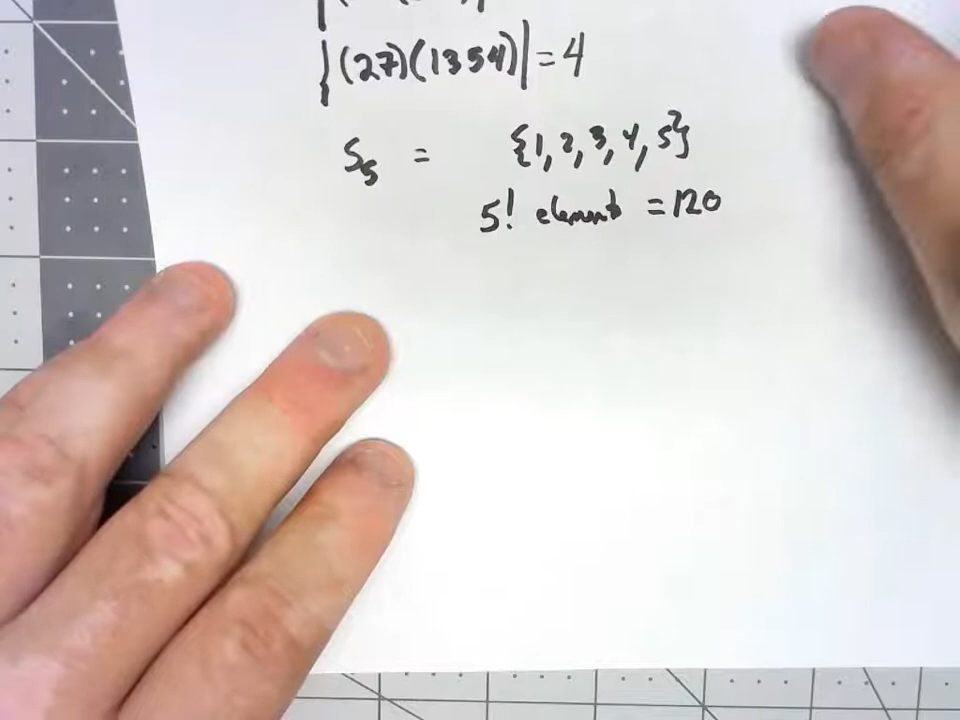 |(27)(1354)| = 4
S₅ = {1, 2, 3, 4, 5}
5! elements = 120